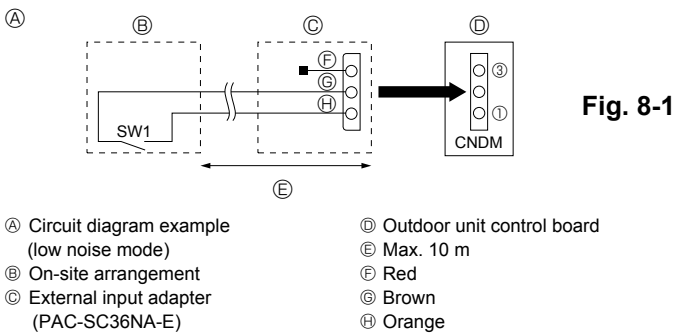 Ⓐ Ⓑ Ⓒ Ⓓ
Ⓕ
Ⓖ
Ⓗ
③
①
SW1
CNDM
Ⓔ
Fig. 8-1
Ⓐ Circuit diagram example
(low noise mode)
Ⓑ On-site arrangement
Ⓒ External input adapter
(PAC-SC36NA-E)
Ⓓ Outdoor unit control board
Ⓔ Max. 10 m
Ⓕ Red
Ⓖ Brown
Ⓗ Orange